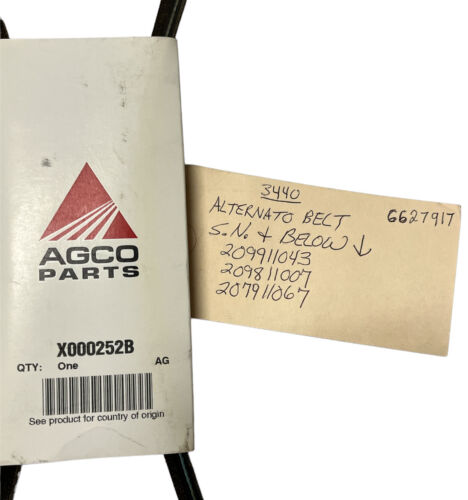 AGCO
PARTS
X000252B
QTY: One AG
See product for country of origin
3440
ALTERNATO BELT 6627917
S.No. & BELOW ↓
209911043
209811007
207911067